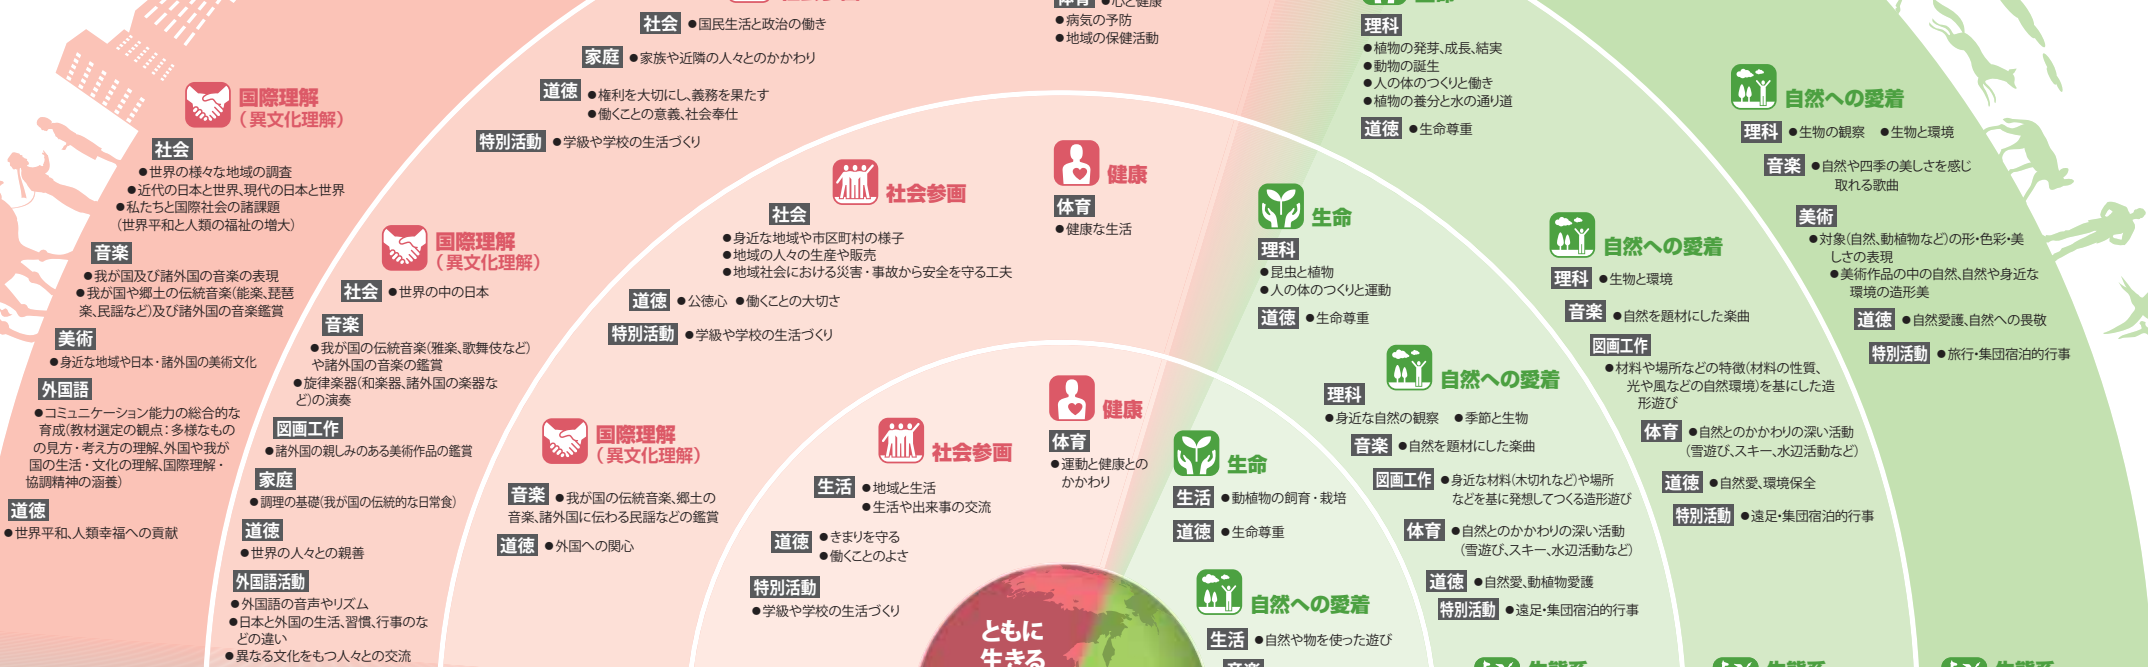 社会 ●国民生活と政治の働き
家庭 ●家族や近隣の人々とのかかわり
道徳 ●権利を大切にし、義務を果たす
●働くことの意義、社会奉仕
特別活動 ●学級や学校の生活づくり
体育 ●心と健康
●病気の予防
●地域の保健活動
国際理解
(異文化理解)
社会
●世界の様々な地域の調査
●近代の日本と世界、現代の日本と世界
●私たちと国際社会の諸課題
(世界平和と人類の福祉の増大)
音楽
●我が国及び諸外国の音楽の表現
●我が国や郷土の伝統音楽(能楽、琵琶
楽、民謡など)及び諸外国の音楽鑑賞
美術
●身近な地域や日本・諸外国の美術文化
外国語
●コミュニケーション能力の総合的な
育成(教材選定の観点：多様なもの
の見方・考え方の理解、外国や我が
国の生活・文化の理解、国際理解・
協調精神の涵養)
道徳
●世界平和、人類幸福への貢献
国際理解
(異文化理解)
社会 ●世界の中の日本
音楽
●我が国の伝統音楽(雅楽、歌舞伎など)
や諸外国の音楽の鑑賞
●旋律楽器(和楽器、諸外国の楽器な
ど)の演奏
図画工作
●諸外国の親しみのある美術作品の鑑賞
家庭
●調理の基礎(我が国の伝統的な日常食)
道徳
●世界の人々との親善
外国語活動
●外国語の音声やリズム
●日本と外国の生活、習慣、行事のな
どの違い
●異なる文化をもつ人々との交流
国際理解
(異文化理解)
音楽 ●我が国の伝統音楽、郷土の
音楽、諸外国に伝わる民謡などの鑑賞
道徳 ●外国への関心
社会参画
社会
●身近な地域や市区町村の様子
●地域の人々の生産や販売
●地域社会における災害・事故から安全を守る工夫
道徳 ●公徳心 ●働くことの大切さ
特別活動 ●学級や学校の生活づくり
健康
体育
●健康な生活
社会参画
生活 ●地域と生活
●生活や出来事の交流
道徳 ●きまりを守る
●働くことのよさ
特別活動
●学級や学校の生活づくり
健康
体育
●運動と健康との
かかわり
ともに
生きる
生命
理科
●植物の発芽、成長、結実
●動物の誕生
●人の体のつくりと働き
●植物の養分と水の通り道
道徳 ●生命尊重
生命
理科
●昆虫と植物
●人の体のつくりと運動
道徳 ●生命尊重
生命
生活 ●動植物の飼育・栽培
道徳 ●生命尊重
自然への愛着
生活 ●自然や物を使った遊び
音楽
自然への愛着
理科
●身近な自然の観察 ●季節と生物
音楽 ●自然を題材にした楽曲
図画工作 ●身近な材料(木切れなど)や場所
などを基に発想してつくる造形遊び
体育 ●自然とのかかわりの深い活動
(雪遊び、スキー、水辺活動など)
道徳 ●自然愛、動植物愛護
特別活動 ●遠足・集団宿泊的行事
自然への愛着
理科 ●生物と環境
音楽 ●自然を題材にした楽曲
図画工作
●材料や場所などの特徴(材料の性質、
光や風などの自然環境)を基にした造
形遊び
体育 ●自然とのかかわりの深い活動
(雪遊び、スキー、水辺活動など)
道徳 ●自然愛、環境保全
特別活動 ●遠足・集団宿泊的行事
自然への愛着
理科 ●生物の観察 ●生物と環境
音楽 ●自然や四季の美しさを感じ
取れる歌曲
美術
●対象(自然、動植物など)の形・色彩・美
しさの表現
●美術作品の中の自然、自然や身近な
環境の造形美
道徳 ●自然愛護、自然への畏敬
特別活動 ●旅行・集団宿泊的行事